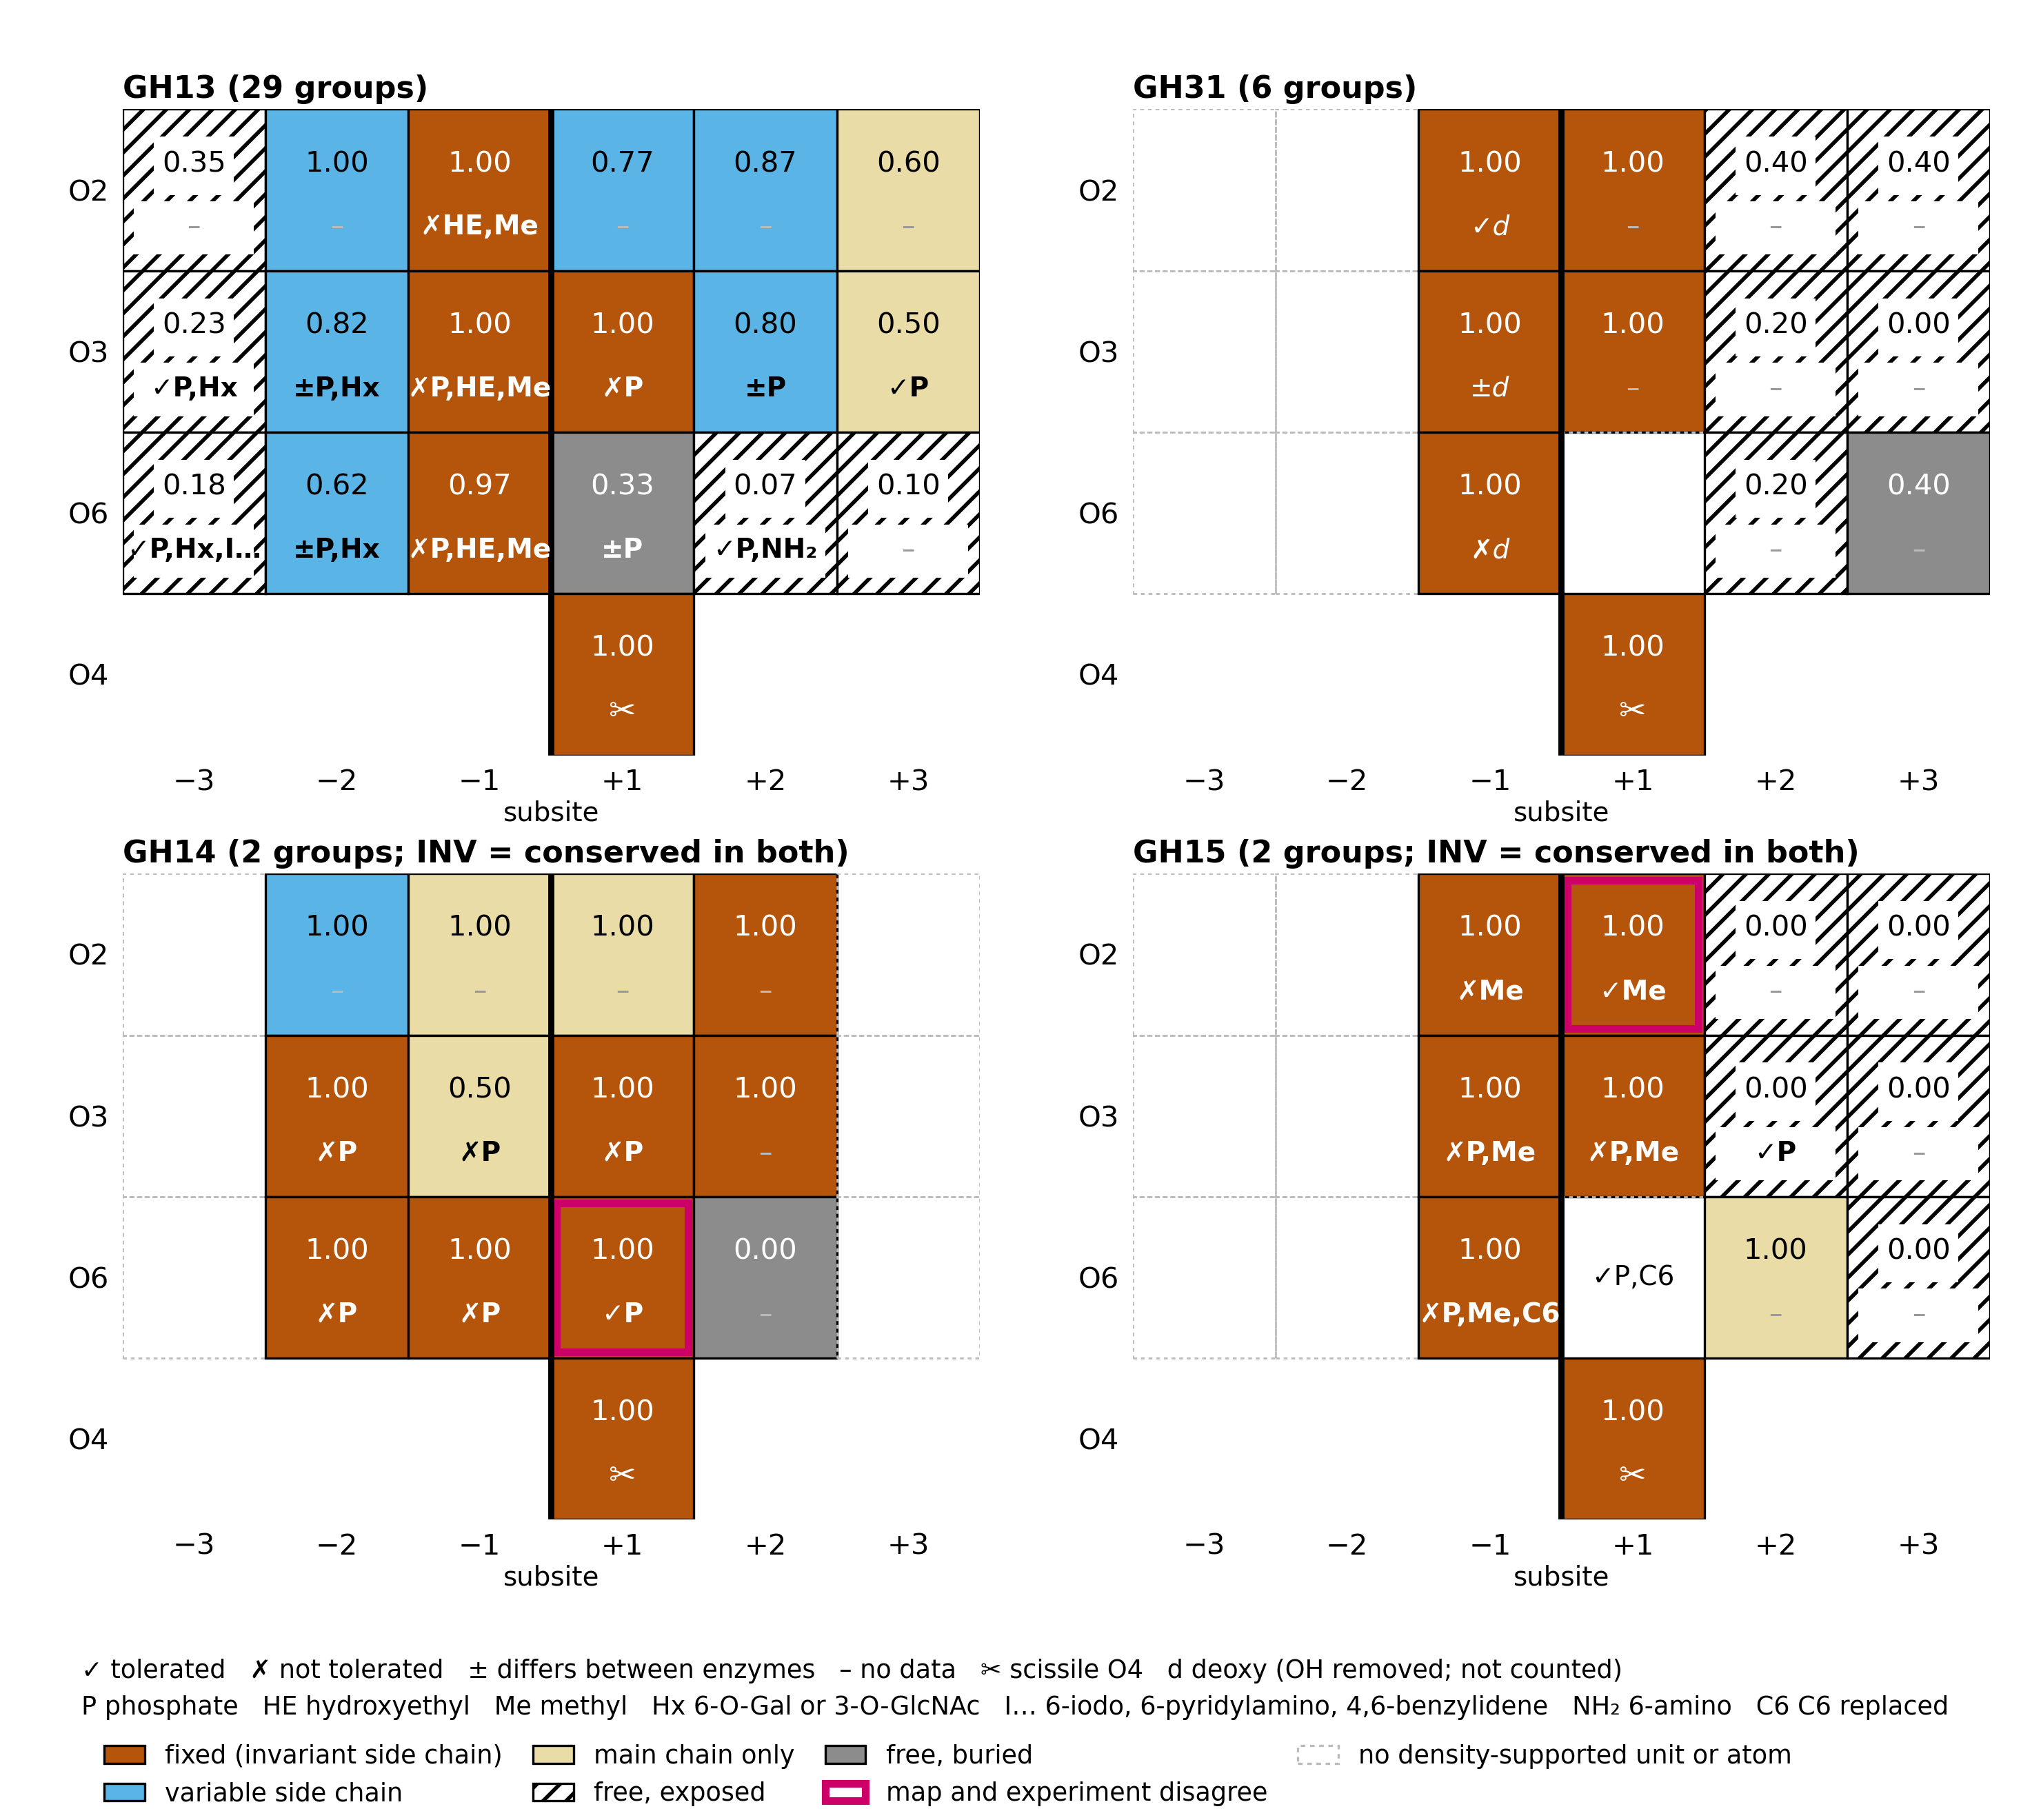 GH13 (29 groups)
O2 0.35 1.00 1.00 0.77 0.87 0.60
– – ✗HE,Me – – –
O3 0.23 0.82 1.00 1.00 0.80 0.50
✓P,Hx ±P,Hx ✗P,HE,Me ✗P ±P ✓P
O6 0.18 0.62 0.97 0.33 0.07 0.10
✓P,Hx,I... ±P,Hx ✗P,HE,Me ±P ✓P,NH₂ –
O4 1.00
✂
−3 −2 −1 +1 +2 +3
subsite
GH31 (6 groups)
O2 1.00 1.00 0.40 0.40
✓d – – –
O3 1.00 1.00 0.20 0.00
±d – – –
O6 1.00 0.20 0.40
✗d – –
O4 1.00
✂
−3 −2 −1 +1 +2 +3
subsite
GH14 (2 groups; INV = conserved in both)
O2 1.00 1.00 1.00 1.00
– – – –
O3 1.00 0.50 1.00 1.00
✗P ✗P ✗P –
O6 1.00 1.00 1.00 0.00
✗P ✗P ✓P –
O4 1.00
✂
−3 −2 −1 +1 +2 +3
subsite
GH15 (2 groups; INV = conserved in both)
O2 1.00 1.00 0.00 0.00
✗Me ✓Me – –
O3 1.00 1.00 0.00 0.00
✗P,Me ✗P,Me ✓P –
O6 1.00 ✓P,C6 1.00 0.00
✗P,Me,C6 – –
O4 1.00
✂
−3 −2 −1 +1 +2 +3
subsite
✓ tolerated ✗ not tolerated ± differs between enzymes – no data ✂ scissile O4 d deoxy (OH removed; not counted)
P phosphate HE hydroxyethyl Me methyl Hx 6-O-Gal or 3-O-GlcNAc I... 6-iodo, 6-pyridylamino, 4,6-benzylidene NH₂ 6-amino C6 C6 replaced
fixed (invariant side chain) main chain only free, buried no density-supported unit or atom
variable side chain free, exposed map and experiment disagree